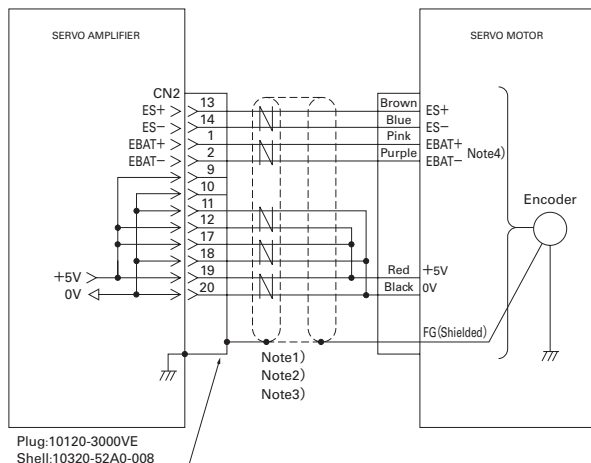 SERVO AMPLIFIER
SERVO MOTOR
CN2
ES+ 13 Brown ES+
ES− 14 Blue ES−
EBAT+ 1 Pink EBAT+
EBAT− 2 Purple EBAT− Note4)
9
10
11
12
17
18
+5V 19 Red +5V
0V 20 Black 0V
Encoder
FG(Shielded)
Note1)
Note2)
Note3)
Plug:10120-3000VE
Shell:10320-52A0-008